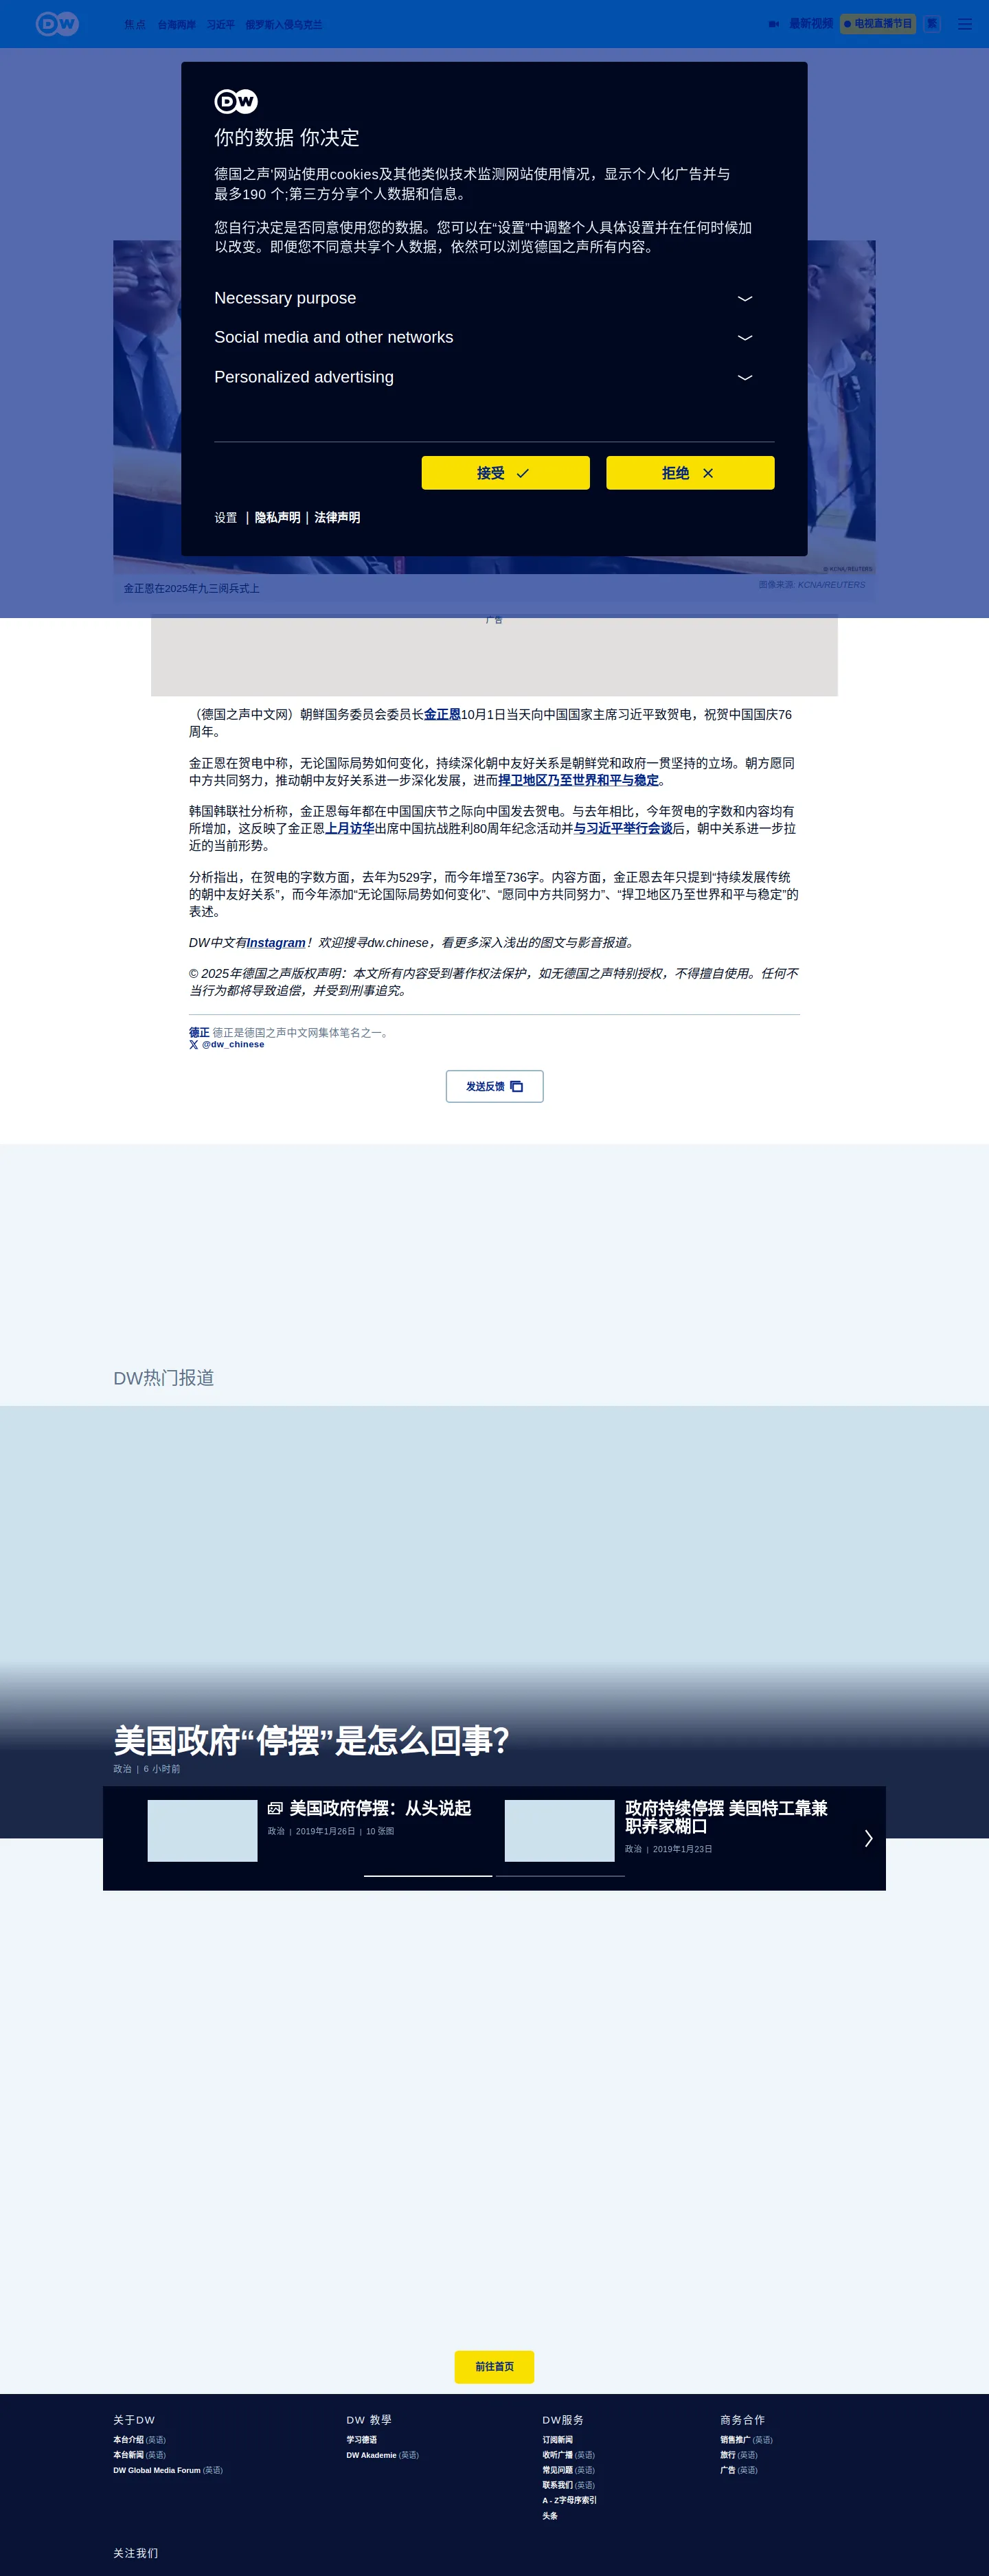 DW
焦点 台海两岸 习近平 俄罗斯入侵乌克兰
最新视频 电视直播节目 繁
DW
你的数据 你决定
德国之声'网站使用cookies及其他类似技术监测网站使用情况，显示个人化广告并与
最多190 个;第三方分享个人数据和信息。
您自行决定是否同意使用您的数据。您可以在“设置”中调整个人具体设置并在任何时候加
以改变。即便您不同意共享个人数据，依然可以浏览德国之声所有内容。
Necessary purpose
Social media and other networks
Personalized advertising
接受 拒绝
设置 | 隐私声明 | 法律声明
© KCNA/REUTERS
金正恩在2025年九三阅兵式上
图像来源: KCNA/REUTERS
广告
（德国之声中文网）朝鲜国务委员会委员长金正恩10月1日当天向中国国家主席习近平致贺电，祝贺中国国庆76
周年。
金正恩在贺电中称，无论国际局势如何变化，持续深化朝中友好关系是朝鲜党和政府一贯坚持的立场。朝方愿同
中方共同努力，推动朝中友好关系进一步深化发展，进而捍卫地区乃至世界和平与稳定。
韩国韩联社分析称，金正恩每年都在中国国庆节之际向中国发去贺电。与去年相比，今年贺电的字数和内容均有
所增加，这反映了金正恩上月访华出席中国抗战胜利80周年纪念活动并与习近平举行会谈后，朝中关系进一步拉
近的当前形势。
分析指出，在贺电的字数方面，去年为529字，而今年增至736字。内容方面，金正恩去年只提到“持续发展传统
的朝中友好关系”，而今年添加“无论国际局势如何变化”、“愿同中方共同努力”、“捍卫地区乃至世界和平与稳定”的
表述。
DW中文有Instagram！欢迎搜寻dw.chinese，看更多深入浅出的图文与影音报道。
© 2025年德国之声版权声明：本文所有内容受到著作权法保护，如无德国之声特别授权，不得擅自使用。任何不
当行为都将导致追偿，并受到刑事追究。
德正 德正是德国之声中文网集体笔名之一。
@dw_chinese
发送反馈
DW热门报道
美国政府“停摆”是怎么回事？
政治 | 6 小时前
美国政府停摆：从头说起
政治 | 2019年1月26日 | 10 张图
政府持续停摆 美国特工靠兼
职养家糊口
政治 | 2019年1月23日
前往首页
关于DW
本台介绍 (英语)
本台新闻 (英语)
DW Global Media Forum (英语)
DW 教學
学习德语
DW Akademie (英语)
DW服务
订阅新闻
收听广播 (英语)
常见问题 (英语)
联系我们 (英语)
A - Z字母序索引
头条
商务合作
销售推广 (英语)
旅行 (英语)
广告 (英语)
关注我们